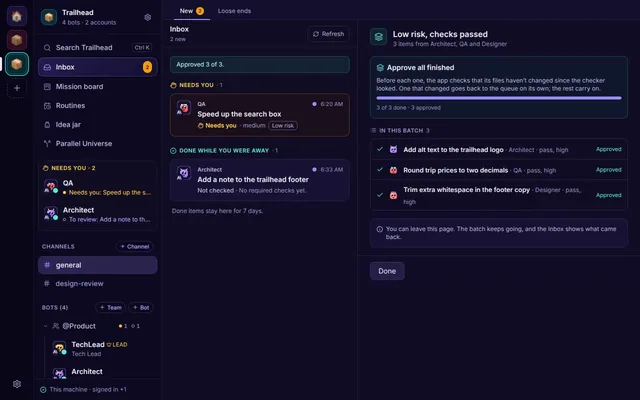 Trailhead
4 bots · 2 accounts
Search Trailhead
Ctrl K
Inbox
2
Mission board
Routines
Idea jar
Parallel Universe
NEEDS YOU · 2
QA
Needs you: Speed up the s...
Architect
To review: Add a note to th...
CHANNELS
+ Channel
# general
# design-review
BOTS (4)
+ Team
+ Bot
@Product
1
1
TechLead
LEAD
Tech Lead
Architect
This machine · signed in +1
New 2
Loose ends
Inbox
2 new
Refresh
Approved 3 of 3.
NEEDS YOU · 1
QA
6:20 AM
Speed up the search box
Needs you · medium
Low risk
DONE WHILE YOU WERE AWAY · 1
Architect
6:33 AM
Add a note to the trailhead footer
Not checked · No required checks yet.
Done items stay here for 7 days.
Low risk, checks passed
3 items from Architect, QA and Designer
Approve all finished
Before each one, the app checks that its files haven't changed since the checker
looked. One that changed goes back to the queue on its own; the rest carry on.
3 of 3 done · 3 approved
IN THIS BATCH 3
Add alt text to the trailhead logo · Architect · pass, high
Approved
Round trip prices to two decimals · QA · pass, high
Approved
Trim extra whitespace in the footer copy · Designer · pass,
high
Approved
You can leave this page. The batch keeps going, and the Inbox shows what came
back.
Done